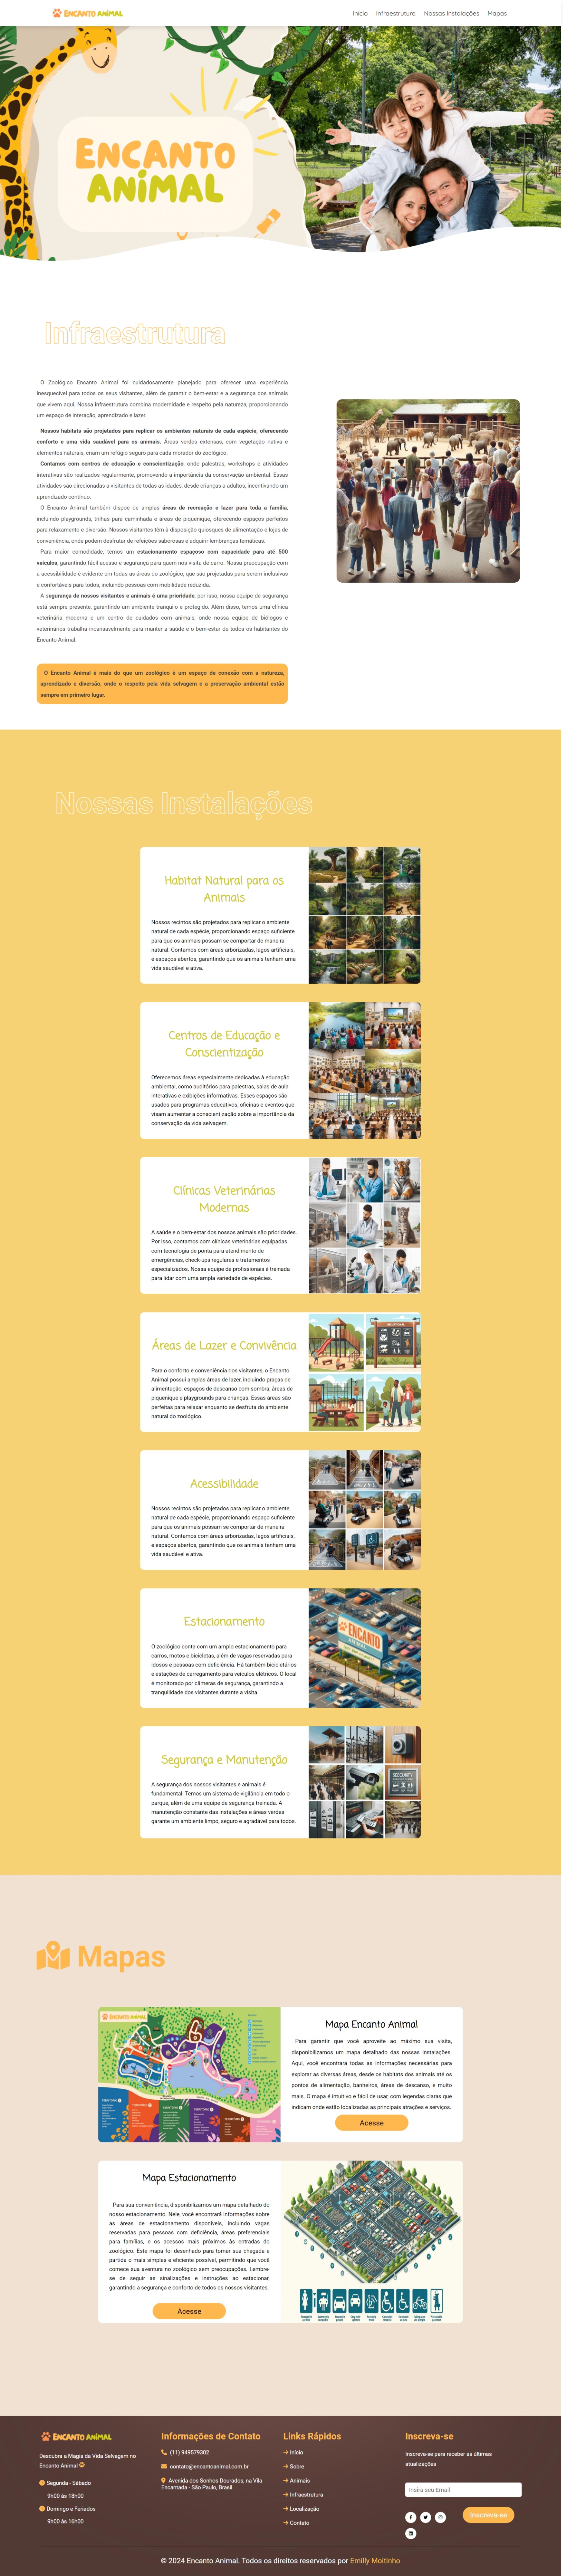 ENCANTO ANIMAL
Início Infraestrutura Nossas Instalações Mapas
ENCANTO
ANIMAL
Infraestrutura
O Zoológico Encanto Animal foi cuidadosamente planejado para oferecer uma experiência
inesquecível para todos os seus visitantes, além de garantir o bem-estar e a segurança dos animais
que vivem aqui. Nossa infraestrutura combina modernidade e respeito pela natureza, proporcionando
um espaço de interação, aprendizado e lazer.
Nossos habitats são projetados para replicar os ambientes naturais de cada espécie, oferecendo
conforto e uma vida saudável para os animais. Áreas verdes extensas, com vegetação nativa e
elementos naturais, criam um refúgio seguro para cada morador do zoológico.
Contamos com centros de educação e conscientização, onde palestras, workshops e atividades
interativas são realizados regularmente, promovendo a importância da conservação ambiental. Essas
atividades são direcionadas a visitantes de todas as idades, desde crianças a adultos, incentivando um
aprendizado contínuo.
O Encanto Animal também dispõe de amplas áreas de recreação e lazer para toda a família,
incluindo playgrounds, trilhas para caminhada e áreas de piquenique, oferecendo espaços perfeitos
para relaxamento e diversão. Nossos visitantes têm à disposição quiosques de alimentação e lojas de
conveniência, onde podem desfrutar de refeições saborosas e adquirir lembranças temáticas.
Para maior comodidade, temos um estacionamento espaçoso com capacidade para até 500
veículos, garantindo fácil acesso e segurança para quem nos visita de carro. Nossa preocupação com
a acessibilidade é evidente em todas as áreas do zoológico, que são projetadas para serem inclusivas
e confortáveis para todos, incluindo pessoas com mobilidade reduzida.
A segurança de nossos visitantes e animais é uma prioridade, por isso, nossa equipe de segurança
está sempre presente, garantindo um ambiente tranquilo e protegido. Além disso, temos uma clínica
veterinária moderna e um centro de cuidados com animais, onde nossa equipe de biólogos e
veterinários trabalha incansavelmente para manter a saúde e o bem-estar de todos os habitantes do
Encanto Animal.
O Encanto Animal é mais do que um zoológico é um espaço de conexão com a natureza,
aprendizado e diversão, onde o respeito pela vida selvagem e a preservação ambiental estão
sempre em primeiro lugar.
Nossas Instalações
Habitat Natural para os
Animais
Nossos recintos são projetados para replicar o ambiente
natural de cada espécie, proporcionando espaço suficiente
para que os animais possam se comportar de maneira
natural. Contamos com áreas arborizadas, lagos artificiais,
e espaços abertos, garantindo que os animais tenham uma
vida saudável e ativa.
Centros de Educação e
Conscientização
Oferecemos áreas especialmente dedicadas à educação
ambiental, como auditórios para palestras, salas de aula
interativas e exibições informativas. Esses espaços são
usados para programas educativos, oficinas e eventos que
visam aumentar a conscientização sobre a importância da
conservação da vida selvagem.
Clínicas Veterinárias
Modernas
A saúde e o bem-estar dos nossos animais são prioridades.
Por isso, contamos com clínicas veterinárias equipadas
com tecnologia de ponta para atendimento de
emergências, check-ups regulares e tratamentos
especializados. Nossa equipe de profissionais é treinada
para lidar com uma ampla variedade de espécies.
Áreas de Lazer e Convivência
Para o conforto e conveniência dos visitantes, o Encanto
Animal possui amplas áreas de lazer, incluindo praças de
alimentação, espaços de descanso com sombra, áreas de
piquenique e playgrounds para crianças. Essas áreas são
perfeitas para relaxar enquanto se desfruta do ambiente
natural do zoológico.
Acessibilidade
Nossos recintos são projetados para replicar o ambiente
natural de cada espécie, proporcionando espaço suficiente
para que os animais possam se comportar de maneira
natural. Contamos com áreas arborizadas, lagos artificiais,
e espaços abertos, garantindo que os animais tenham uma
vida saudável e ativa.
Estacionamento
O zoológico conta com um amplo estacionamento para
carros, motos e bicicletas, além de vagas reservadas para
idosos e pessoas com deficiência. Há também bicicletários
e estações de carregamento para veículos elétricos. O local
é monitorado por câmeras de segurança, garantindo a
tranquilidade dos visitantes durante a visita.
ENCANTO
Segurança e Manutenção
A segurança dos nossos visitantes e animais é
fundamental. Temos um sistema de vigilância em todo o
parque, além de uma equipe de segurança treinada. A
manutenção constante das instalações e áreas verdes
garante um ambiente limpo, seguro e agradável para todos.
Mapas
ENCANTO ANIMAL
Mapa Encanto Animal
Para garantir que você aproveite ao máximo sua visita,
disponibilizamos um mapa detalhado das nossas instalações.
Aqui, você encontrará todas as informações necessárias para
explorar as diversas áreas, desde os habitats dos animais até os
pontos de alimentação, banheiros, áreas de descanso, e muito
mais. O mapa é intuitivo e fácil de usar, com legendas claras que
indicam onde estão localizadas as principais atrações e serviços.
Acesse
Mapa Estacionamento
Para sua conveniência, disponibilizamos um mapa detalhado do
nosso estacionamento. Nele, você encontrará informações sobre
as áreas de estacionamento disponíveis, incluindo vagas
reservadas para pessoas com deficiência, áreas preferenciais
para famílias, e os acessos mais próximos às entradas do
zoológico. Este mapa foi desenhado para tornar sua chegada e
partida o mais simples e eficiente possível, permitindo que você
comece sua aventura no zoológico sem preocupações. Lembre-
se de seguir as sinalizações e instruções ao estacionar,
garantindo a segurança e conforto de todos os nossos visitantes.
Acesse
ENCANTO ANIMAL
Descubra a Magia da Vida Selvagem no
Encanto Animal
Segunda - Sábado
9h00 às 18h00
Domingo e Feriados
9h00 às 16h00
Informações de Contato
(11) 949579302
contato@encantoanimal.com.br
Avenida dos Sonhos Dourados, na Vila
Encantada - São Paulo, Brasil
Links Rápidos
Início
Sobre
Animais
Infraestrutura
Localização
Contato
Inscreva-se
Inscreva-se para receber as últimas
atualizações
Insira seu Email
Inscreva-se
© 2024 Encanto Animal. Todos os direitos reservados por Emilly Moitinho